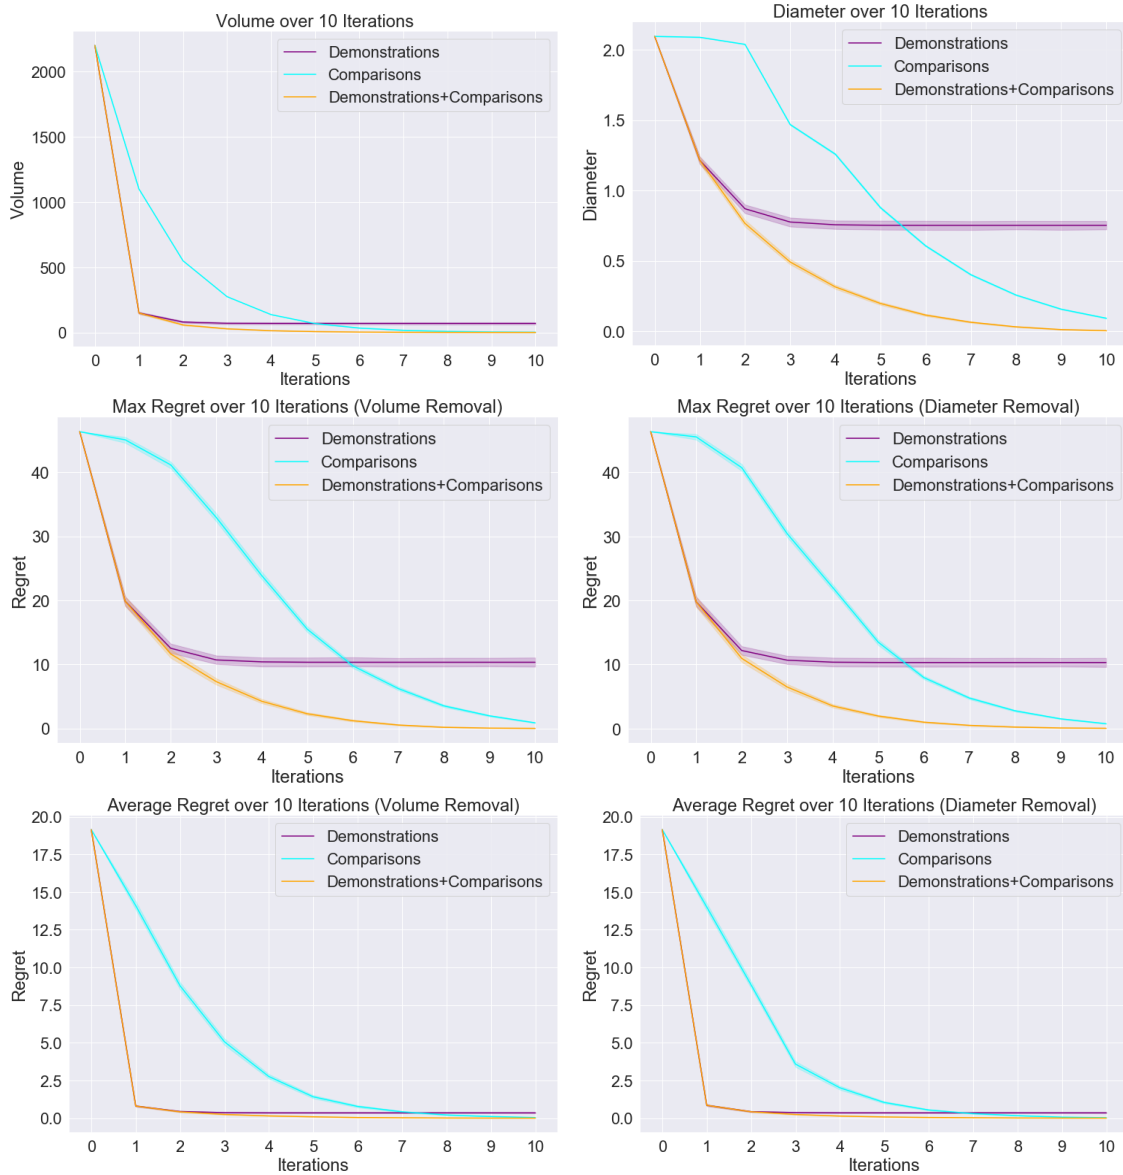 Volume over 10 Iterations
Demonstrations
Comparisons
Demonstrations+Comparisons
2000
1500
1000
500
0
Volume
0 1 2 3 4 5 6 7 8 9 10
Iterations
Diameter over 10 Iterations
Demonstrations
Comparisons
Demonstrations+Comparisons
2.0
1.5
1.0
0.5
0.0
Diameter
0 1 2 3 4 5 6 7 8 9 10
Iterations
Max Regret over 10 Iterations (Volume Removal)
Demonstrations
Comparisons
Demonstrations+Comparisons
40
30
20
10
0
Regret
0 1 2 3 4 5 6 7 8 9 10
Iterations
Max Regret over 10 Iterations (Diameter Removal)
Demonstrations
Comparisons
Demonstrations+Comparisons
40
30
20
10
0
Regret
0 1 2 3 4 5 6 7 8 9 10
Iterations
Average Regret over 10 Iterations (Volume Removal)
Demonstrations
Comparisons
Demonstrations+Comparisons
20.0
17.5
15.0
12.5
10.0
7.5
5.0
2.5
0.0
Regret
0 1 2 3 4 5 6 7 8 9 10
Iterations
Average Regret over 10 Iterations (Diameter Removal)
Demonstrations
Comparisons
Demonstrations+Comparisons
20.0
17.5
15.0
12.5
10.0
7.5
5.0
2.5
0.0
Regret
0 1 2 3 4 5 6 7 8 9 10
Iterations